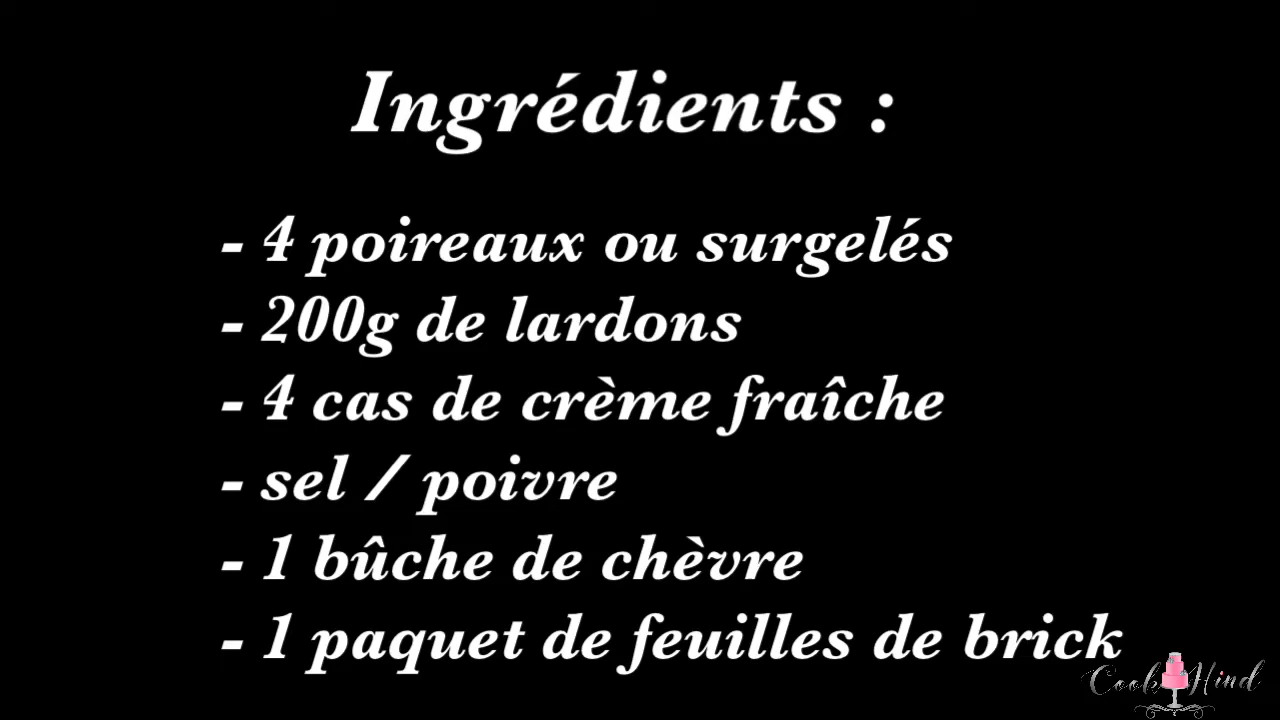 Ingrédients :
- 4 poireaux ou surgelés
- 200g de lardons
- 4 cas de crème fraîche
- sel / poivre
- 1 bûche de chèvre
- 1 paquet de feuilles de brick
Cook Hind